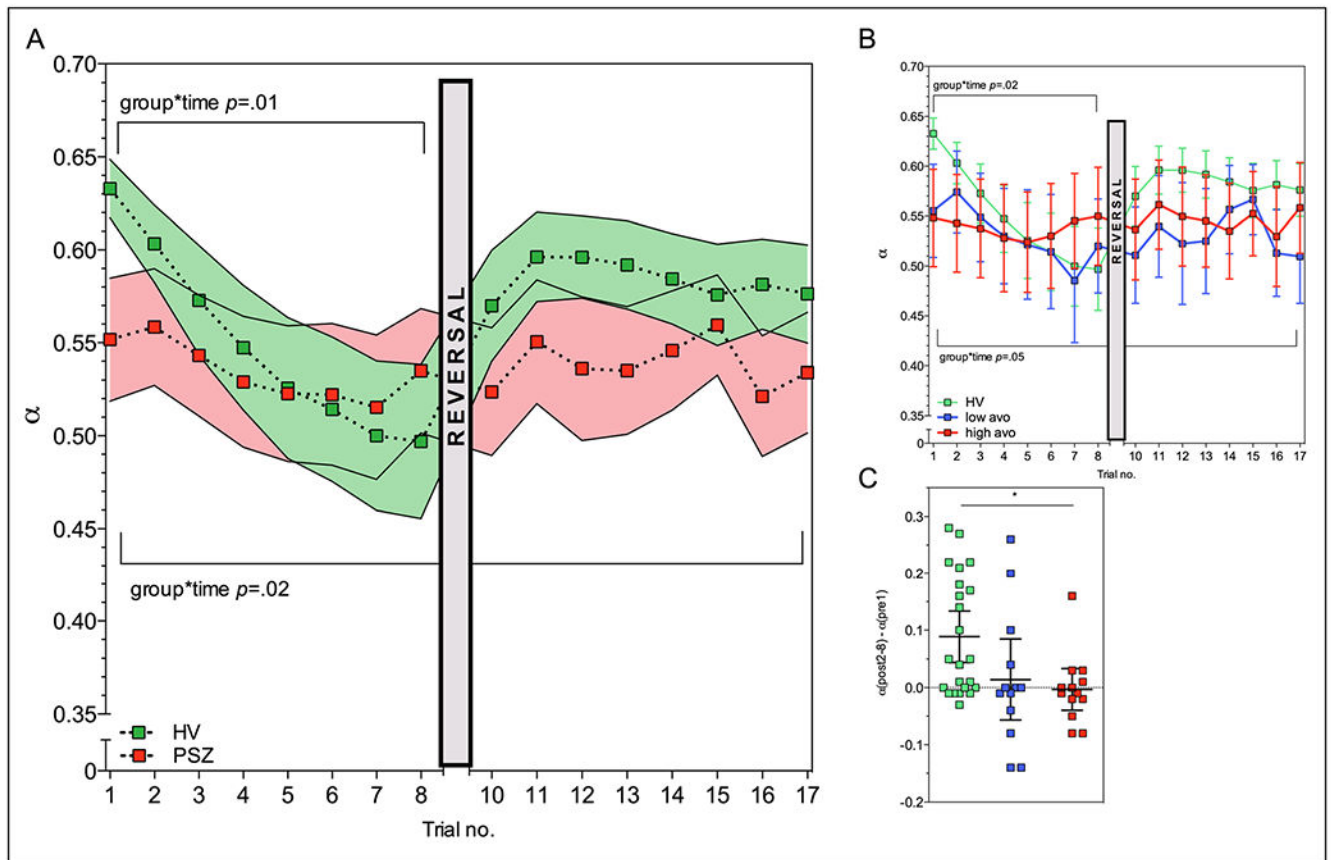 A
0.70
0.65
0.60
0.55
0.50
0.45
0.40
0.35
0
α
group*time p=.01
REVERSAL
group*time p=.02
HV
PSZ
1 2 3 4 5 6 7 8 10 11 12 13 14 15 16 17
Trial no.
B
0.70
0.65
0.60
0.55
0.50
0.45
0.40
0.35
0
α
group*time p=.02
REVERSAL
group*time p=.05
HV
low avo
high avo
1 2 3 4 5 6 7 8 10 11 12 13 14 15 16 17
Trial no.
C
0.3
0.2
0.1
0.0
-0.1
-0.2
α(post2-8) - α(pre1)
*